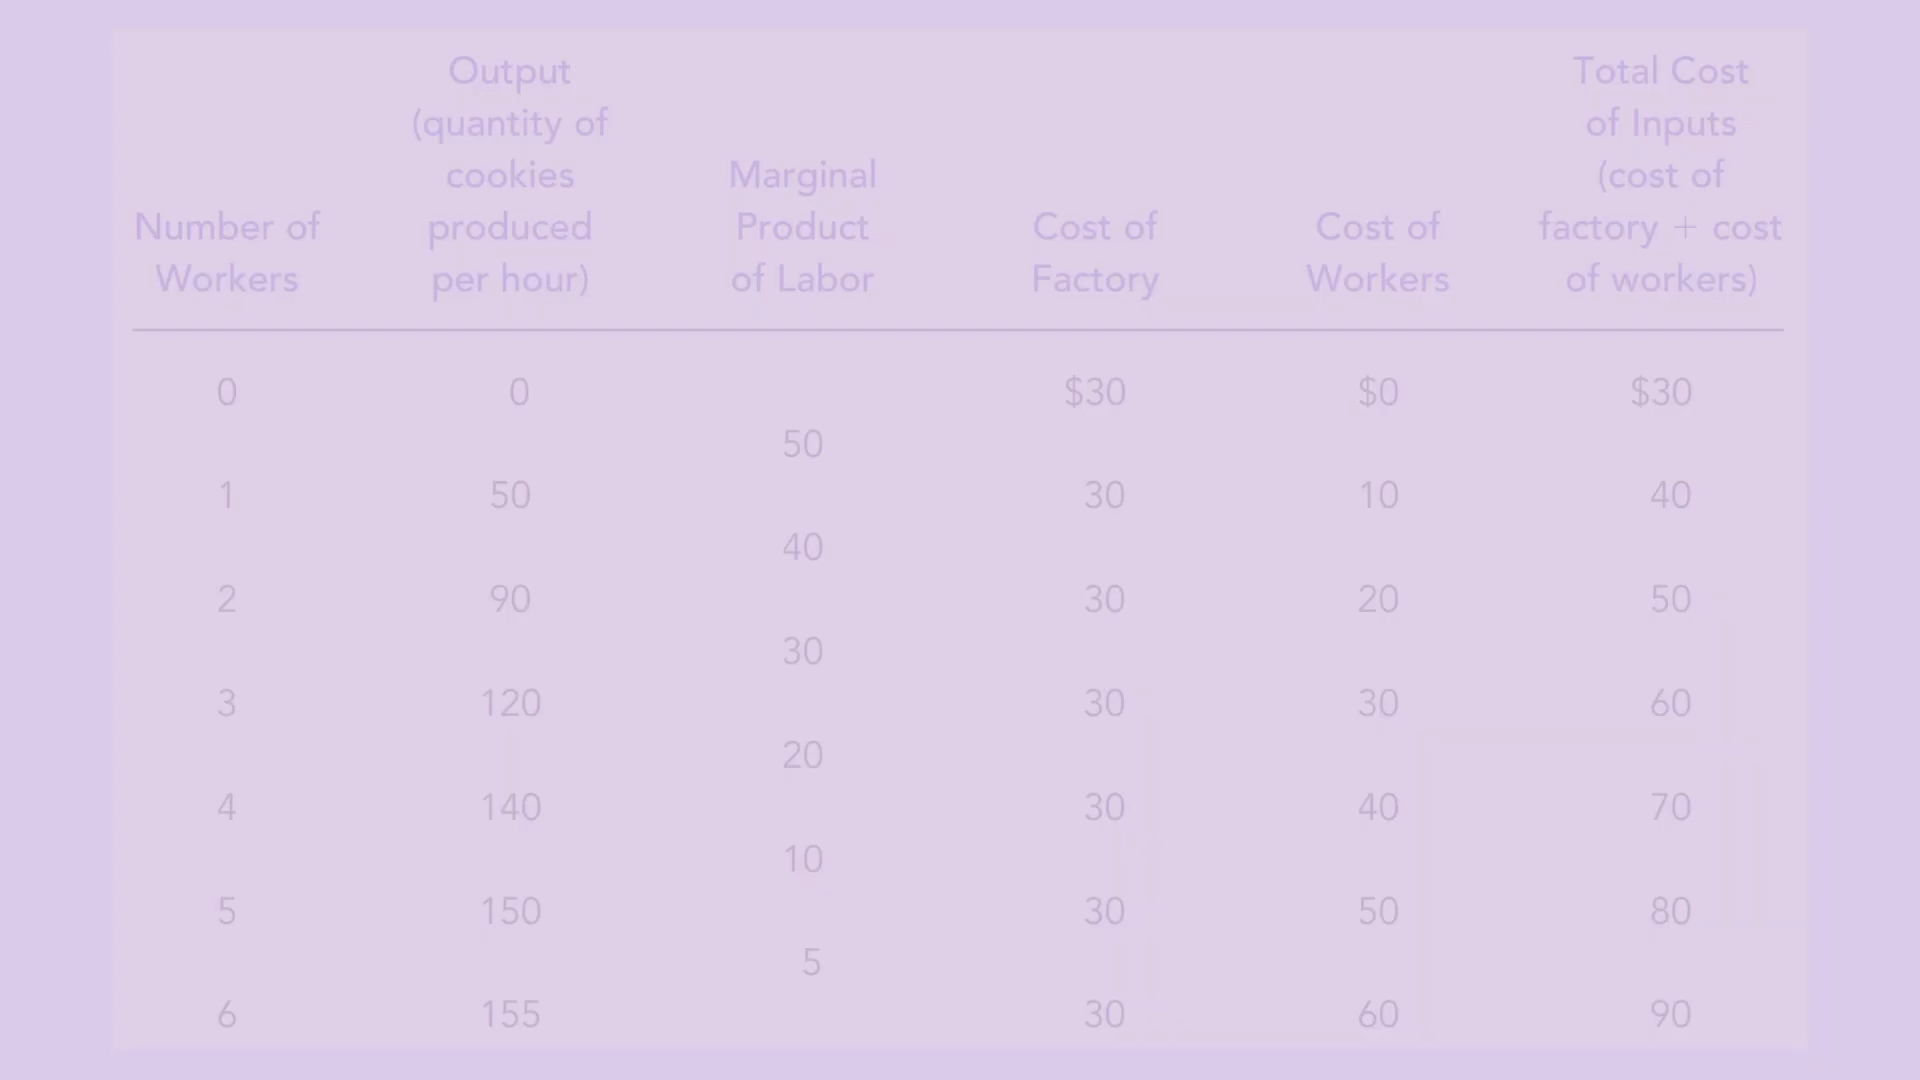 Number of
Workers
Output
(quantity of
cookies
produced
per hour)
Marginal
Product
of Labor
Cost of
Factory
Cost of
Workers
Total Cost
of Inputs
(cost of
factory + cost
of workers)
0 0 $30 $0 $30
50
1 50 30 10 40
40
2 90 30 20 50
30
3 120 30 30 60
20
4 140 30 40 70
10
5 150 30 50 80
5
6 155 30 60 90